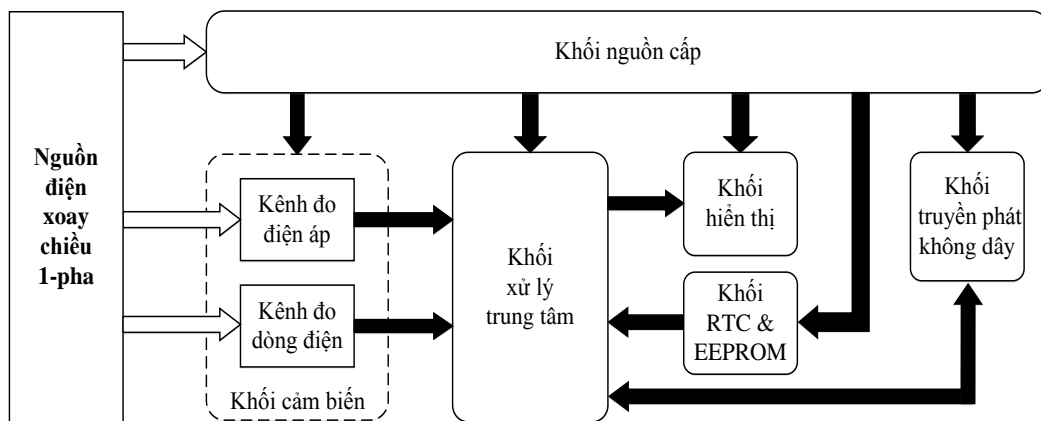 Khối nguồn cấp
Nguồn
điện
xoay
chiều
1-pha
Kênh đo
điện áp
Kênh đo
dòng điện
Khối cảm biến
Khối
xử lý
trung tâm
Khối
hiển thị
Khối
RTC &
EEPROM
Khối
truyền phát
không dây